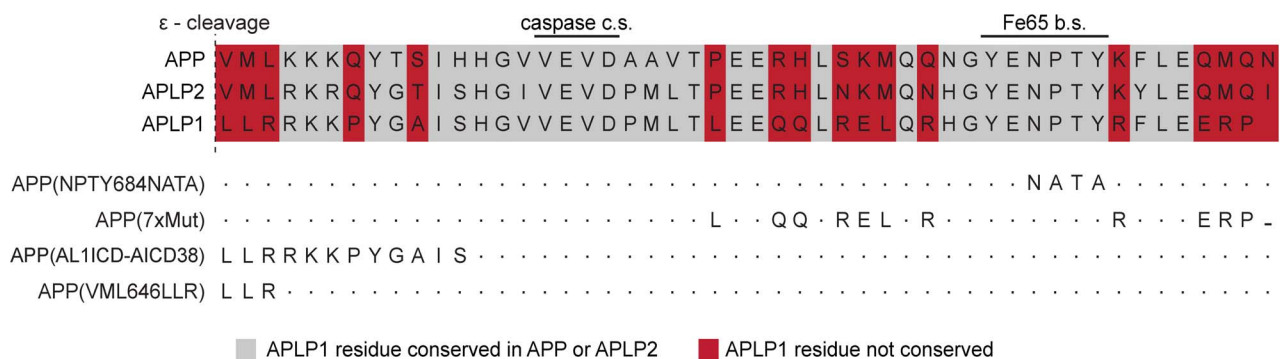 ε - cleavage caspase c.s. Fe65 b.s.
APP V M L K K K Q Y T S I H H G V V E V D A A V T P E E R H L S K M Q Q N G Y E N P T Y K F L E Q M Q N
APLP2 V M L R K R Q Y G T I S H G I V E V D P M L T P E E R H L N K M Q N H G Y E N P T Y K Y L E Q M Q I
APLP1 L L R R K K P Y G A I S H G V V E V D P M L T L E E Q Q L R E L Q R H G Y E N P T Y R F L E E R P
APP(NPTY684NATA) · · · · · · · · · · · · · · · · · · · · · · · · · · · · · · · · · · · · · · N A T A · · · · · · · ·
APP(7xMut) · · · · · · · · · · · · · · · · · · · · · · · L · · Q Q · R E L · R · · · · · · · · R · · · E R P -
APP(AL1ICD-AICD38) L L R R K K P Y G A I S · · · · · · · · · · · · · · · · · · · · · · · · · · · · · · · · · · · · · ·
APP(VML646LLR) L L R · · · · · · · · · · · · · · · · · · · · · · · · · · · · · · · · · · · · · · · · · · · · · · ·
APLP1 residue conserved in APP or APLP2 APLP1 residue not conserved